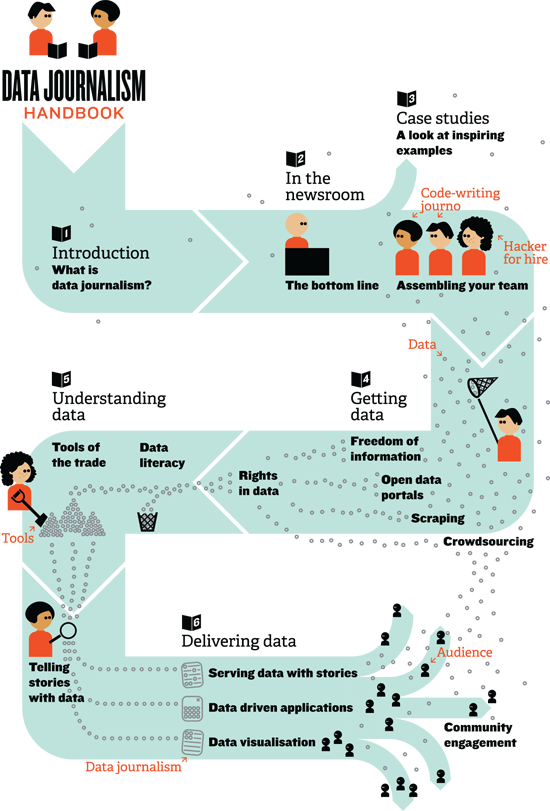 DATA JOURNALISM
HANDBOOK
3
Case studies
A look at inspiring
examples
2
In the
newsroom
Code-writing
journo
1
Introduction
What is
data journalism?
Hacker
for hire
The bottom line
Assembling your team
Data
5
Understanding
data
4
Getting
data
Tools of
the trade
Data
literacy
Freedom of
information
Rights
in data
Open data
portals
Scraping
Tools
Crowdsourcing
6
Delivering data
Audience
Telling
stories
with data
Serving data with stories
Data driven applications
Community
engagement
Data visualisation
Data journalism